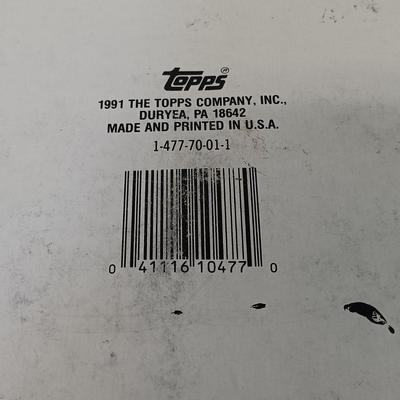 topps®
1991 THE TOPPS COMPANY, INC.,
DURYEA, PA 18642
MADE AND PRINTED IN U.S.A.
1-477-70-01-1
0 41116 10477 0